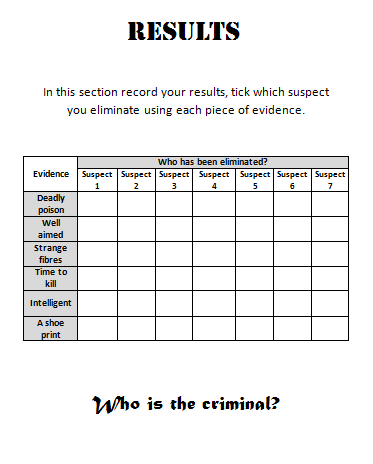 RESULTS
In this section record your results, tick which suspect
you eliminate using each piece of evidence.
Evidence
Who has been eliminated?
Suspect 1
Suspect 2
Suspect 3
Suspect 4
Suspect 5
Suspect 6
Suspect 7
Deadly
poison
Well
aimed
Strange
fibres
Time to
kill
Intelligent
A shoe
print
Who is the criminal?